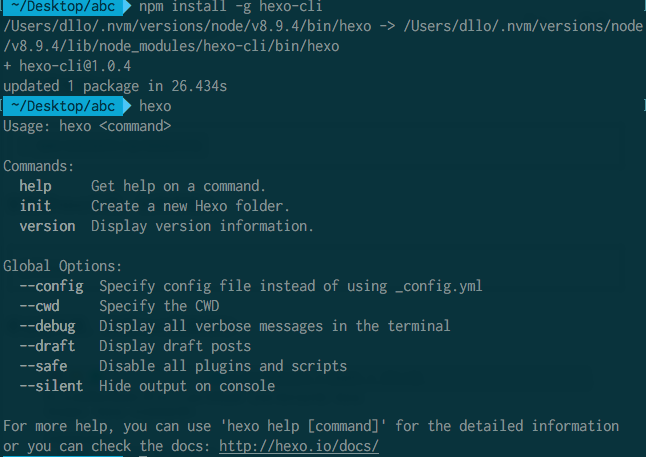 ~/Desktop/abc npm install -g hexo-cli
/Users/dllo/.nvm/versions/node/v8.9.4/bin/hexo -> /Users/dllo/.nvm/versions/node
/v8.9.4/lib/node_modules/hexo-cli/bin/hexo
+ hexo-cli@1.0.4
updated 1 package in 26.434s
~/Desktop/abc hexo
Usage: hexo <command>
Commands:
help Get help on a command.
init Create a new Hexo folder.
version Display version information.
Global Options:
--config Specify config file instead of using _config.yml
--cwd Specify the CWD
--debug Display all verbose messages in the terminal
--draft Display draft posts
--safe Disable all plugins and scripts
--silent Hide output on console
For more help, you can use 'hexo help [command]' for the detailed information
or you can check the docs: http://hexo.io/docs/